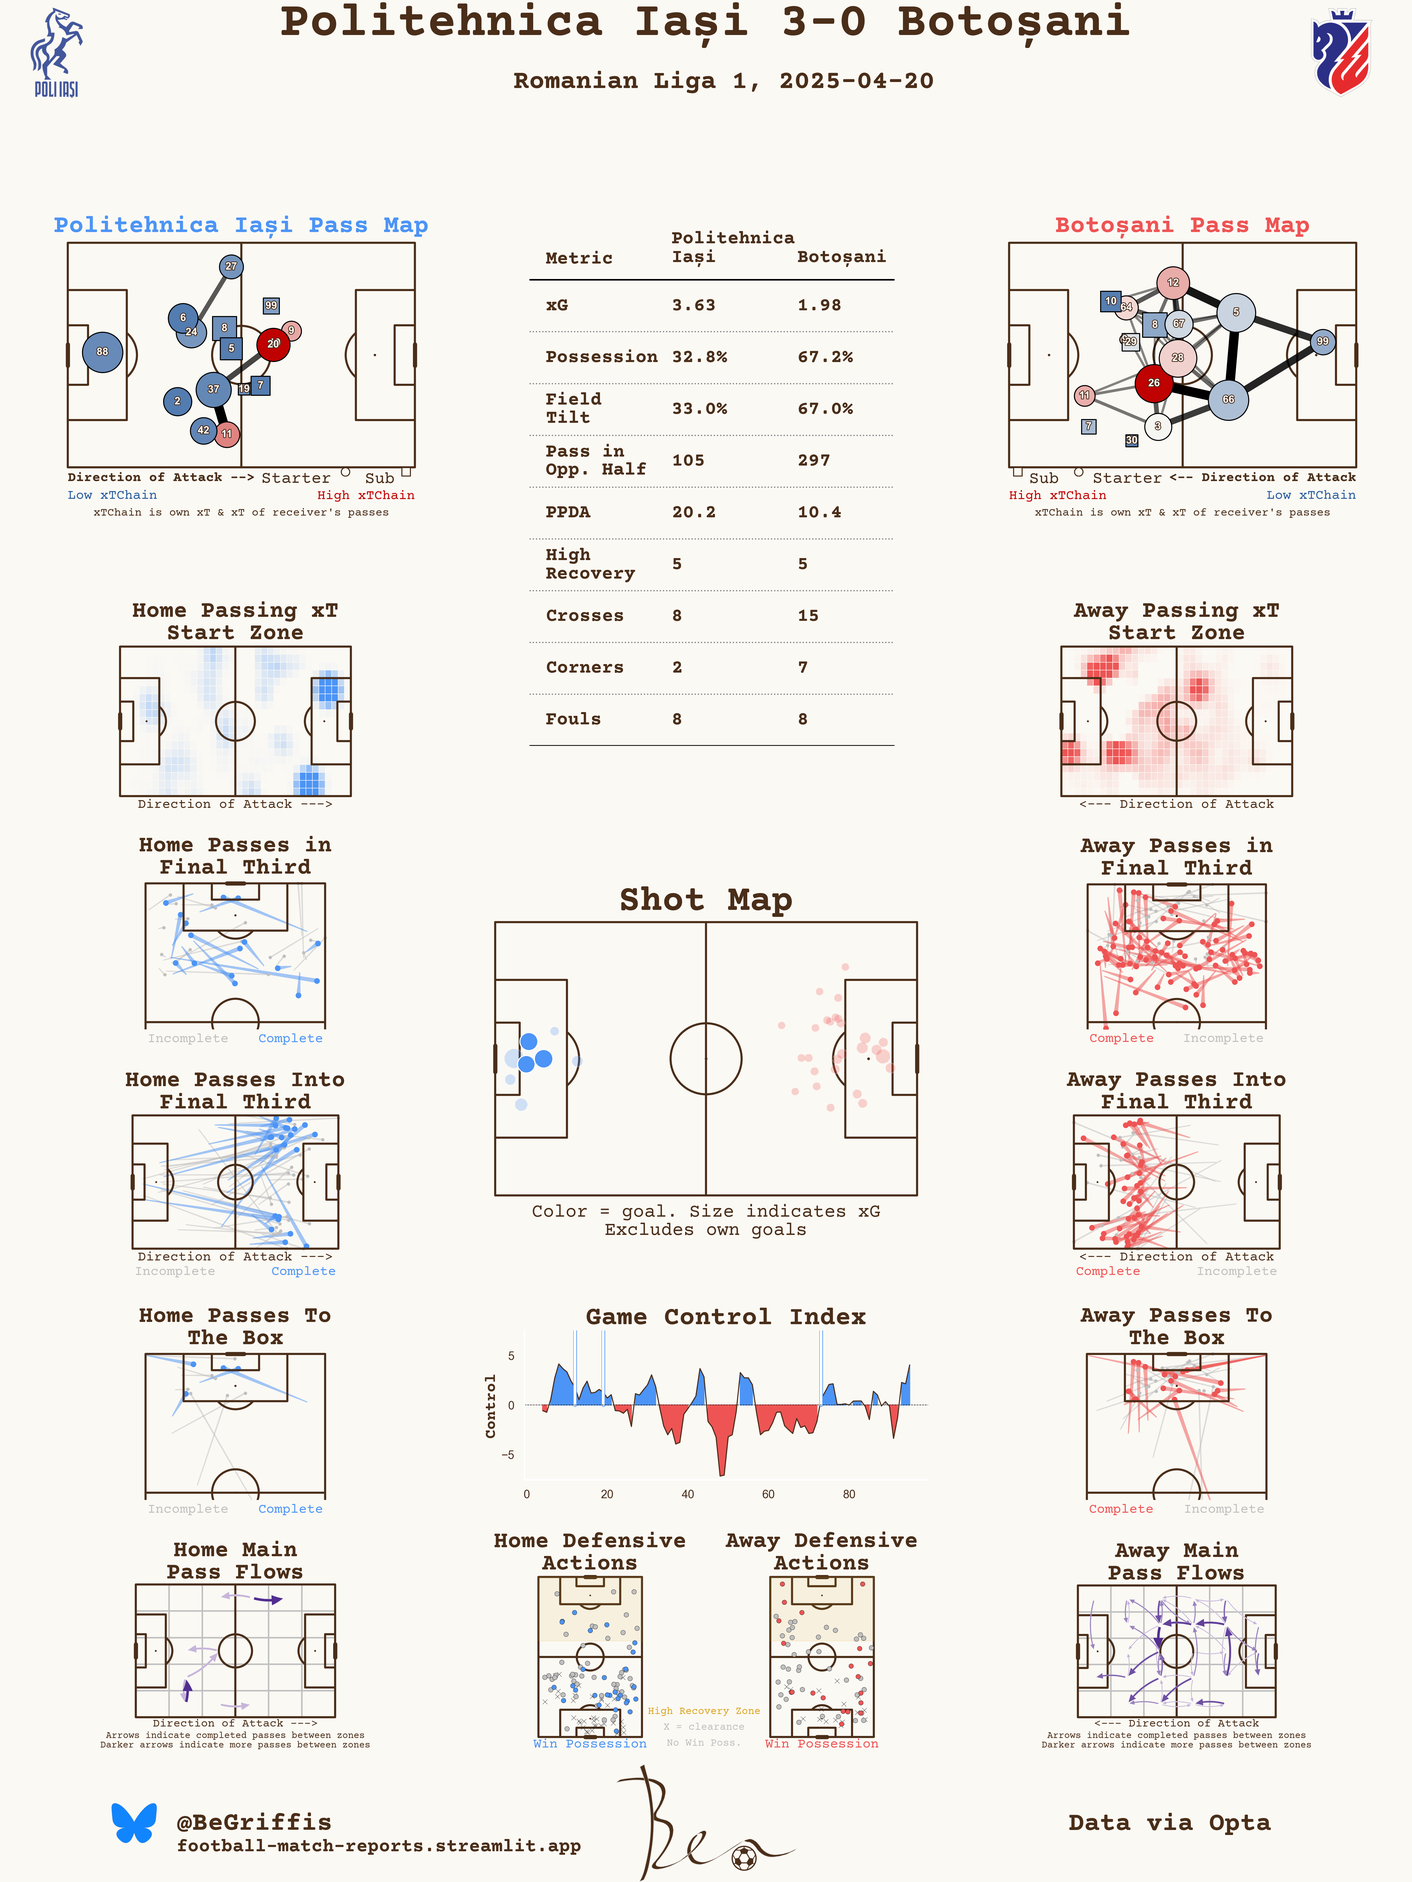 Politehnica Iași 3-0 Botoșani
Romanian Liga 1, 2025-04-20
POLI IAȘI
Politehnica Iași Pass Map
27
99
6
24
8
9
5
20
88
37
19
7
2
42
11
Direction of Attack --> Starter Sub
Low xTChain High xTChain
xTChain is own xT & xT of receiver's passes
Metric Politehnica Iași Botoșani
xG 3.63 1.98
Possession 32.8% 67.2%
Field Tilt 33.0% 67.0%
Pass in Opp. Half 105 297
PPDA 20.2 10.4
High Recovery 5 5
Crosses 8 15
Corners 2 7
Fouls 8 8
Botoșani Pass Map
12
10
64
5
8
67
29
99
28
26
11
66
7
3
30
Sub Starter <-- Direction of Attack
High xTChain Low xTChain
xTChain is own xT & xT of receiver's passes
Home Passing xT
Start Zone
Direction of Attack --->
Away Passing xT
Start Zone
<--- Direction of Attack
Home Passes in
Final Third
Incomplete Complete
Away Passes in
Final Third
Complete Incomplete
Shot Map
Color = goal. Size indicates xG
Excludes own goals
Home Passes Into
Final Third
Direction of Attack --->
Incomplete Complete
Away Passes Into
Final Third
<--- Direction of Attack
Complete Incomplete
Home Passes To
The Box
Incomplete Complete
Game Control Index
Control
5
0
−5
0 20 40 60 80
Away Passes To
The Box
Complete Incomplete
Home Main
Pass Flows
Direction of Attack --->
Arrows indicate completed passes between zones
Darker arrows indicate more passes between zones
Home Defensive
Actions
Win Possession
Away Defensive
Actions
Win Possession
High Recovery Zone
X = clearance
No Win Poss.
Away Main
Pass Flows
<--- Direction of Attack
Arrows indicate completed passes between zones
Darker arrows indicate more passes between zones
@BeGriffis
football-match-reports.streamlit.app
Ben
Data via Opta